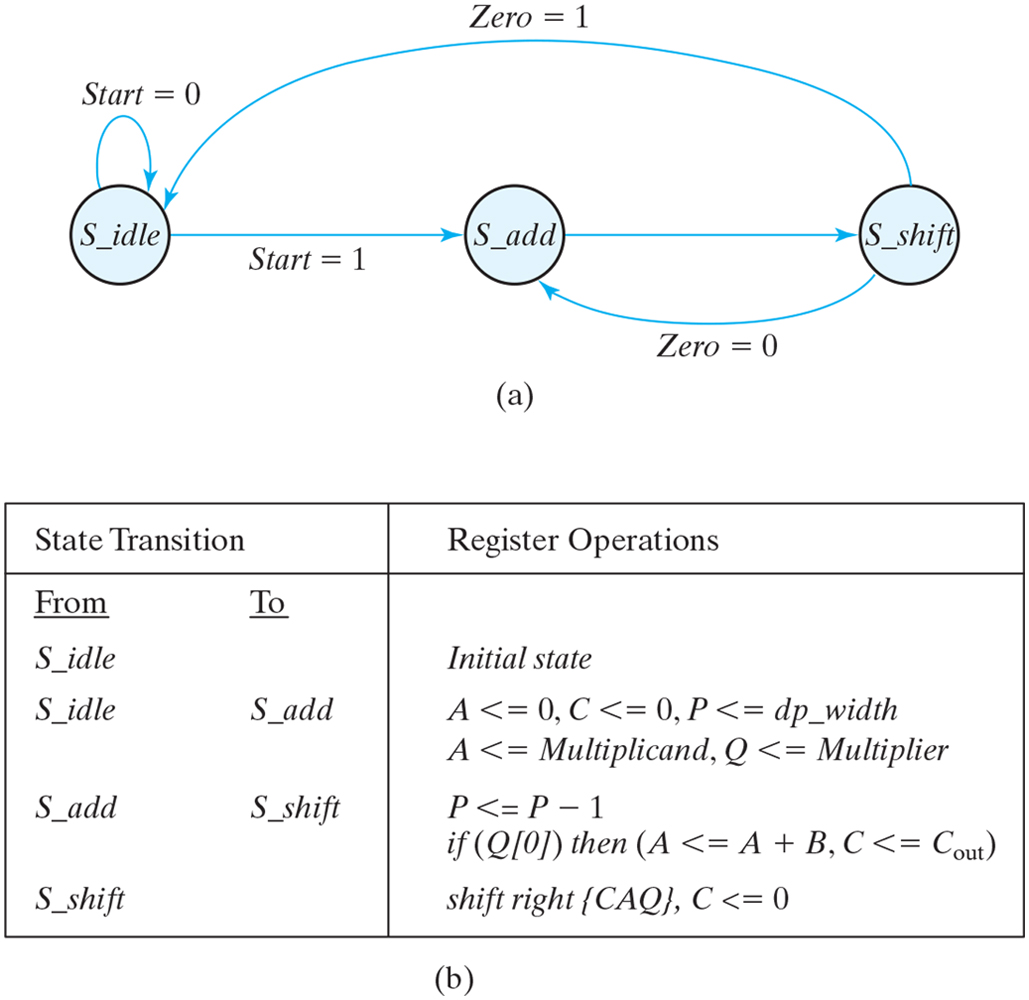 Zero = 1
Start = 0
S_idle
S_add
S_shift
Start = 1
Zero = 0
(a)
State Transition Register Operations
From To
S_idle Initial state
S_idle S_add A <= 0, C <= 0, P <= dp_width
A <= Multiplicand, Q <= Multiplier
S_add S_shift P <= P − 1
if (Q[0]) then (A <= A + B, C <= Cout)
S_shift shift right {CAQ}, C <= 0
(b)